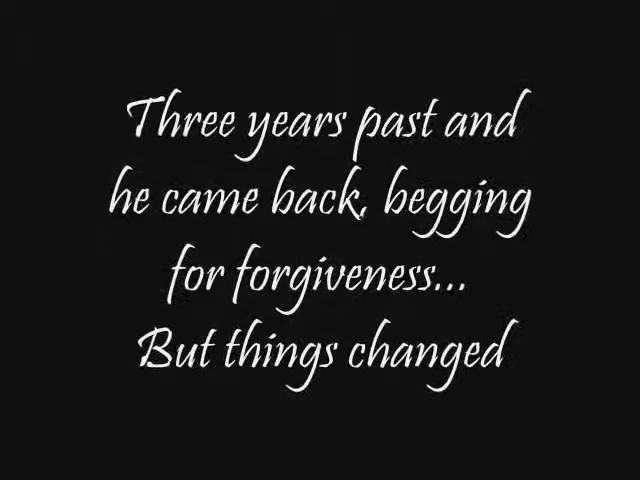 Three years past and
he came back, begging
for forgiveness...
But things changed